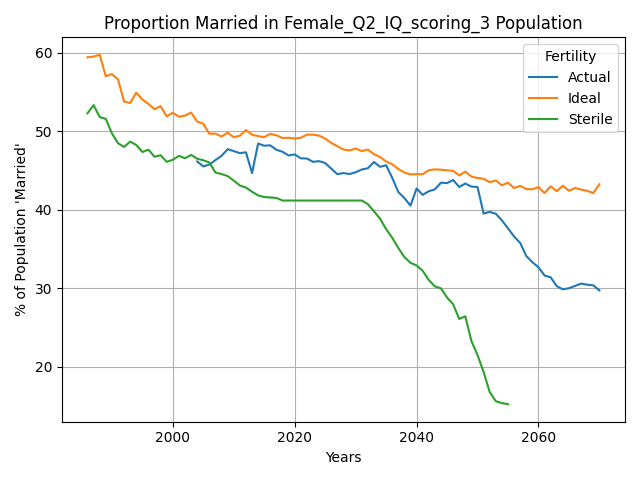 Proportion Married in Female_Q2_IQ_scoring_3 Population
% of Population 'Married'
60
50
40
30
20
Fertility
Actual
Ideal
Sterile
2000
2020
2040
2060
Years